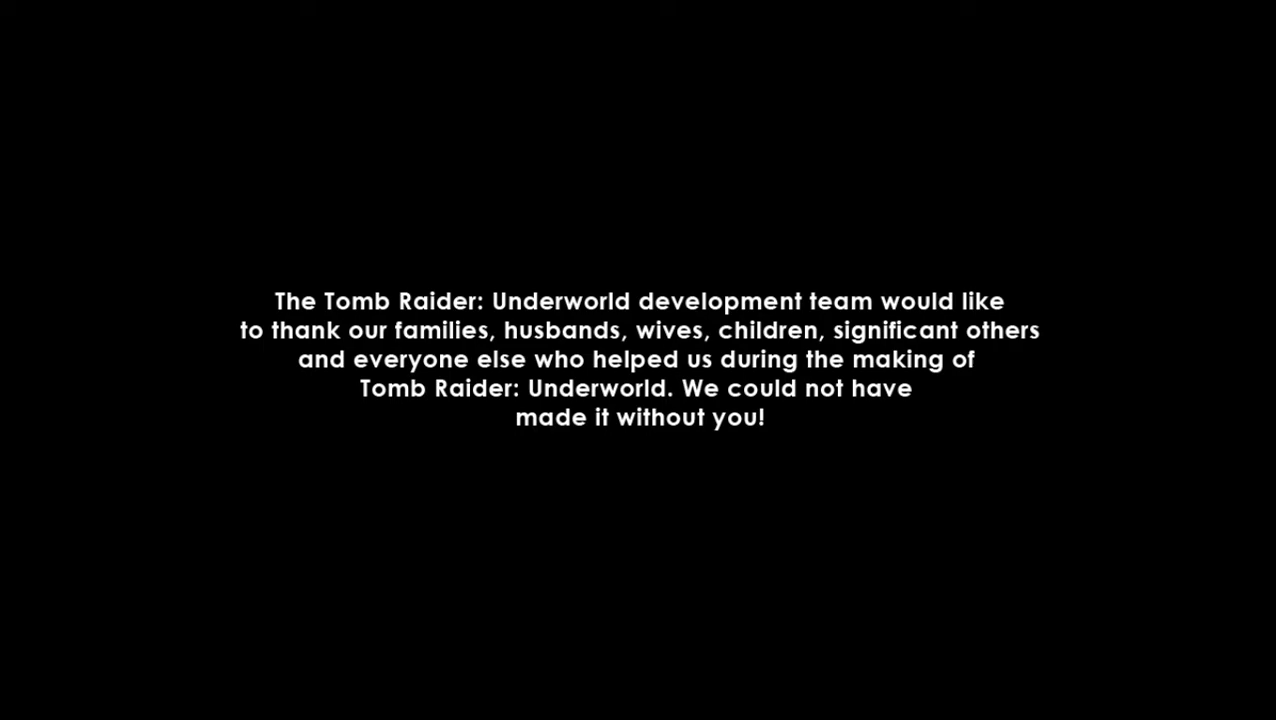 The Tomb Raider: Underworld development team would like
to thank our families, husbands, wives, children, significant others
and everyone else who helped us during the making of
Tomb Raider: Underworld. We could not have
made it without you!